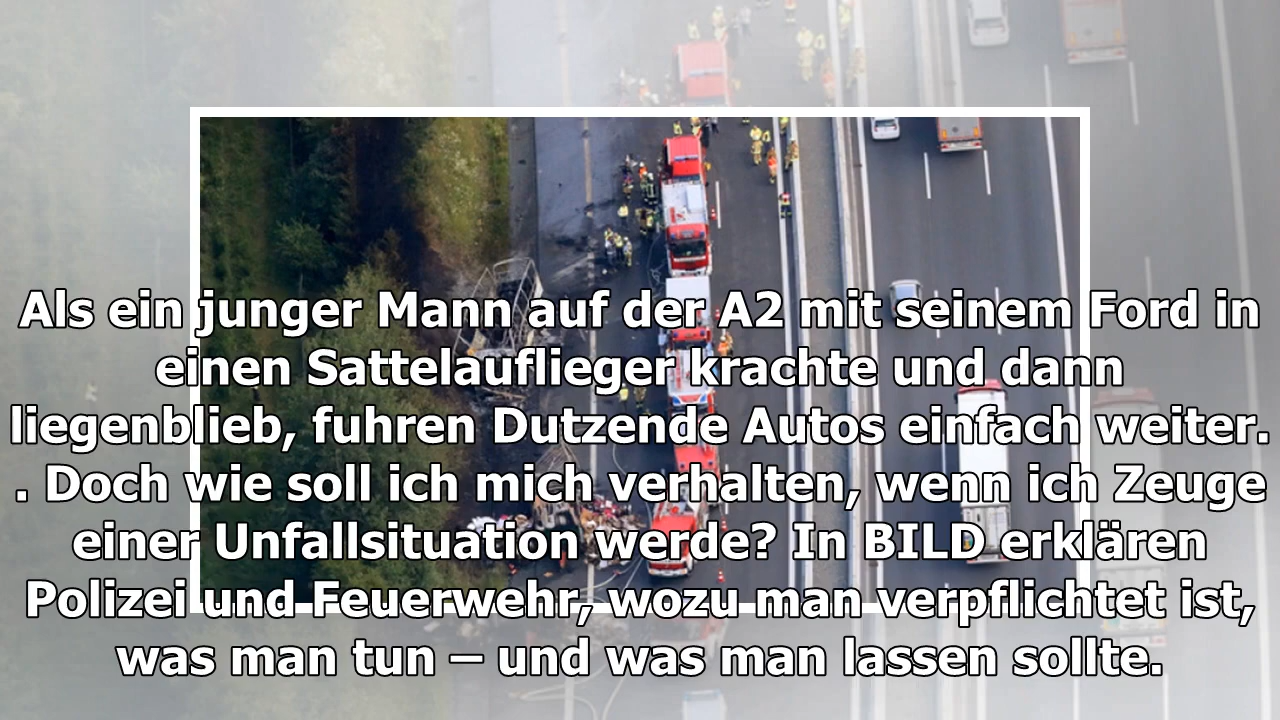 Als ein junger Mann auf der A2 mit seinem Ford in
einen Sattelauflieger krachte und dann
liegenblieb, fuhren Dutzende Autos einfach weiter.
. Doch wie soll ich mich verhalten, wenn ich Zeuge
einer Unfallsituation werde? In BILD erklären
Polizei und Feuerwehr, wozu man verpflichtet ist,
was man tun – und was man lassen sollte.